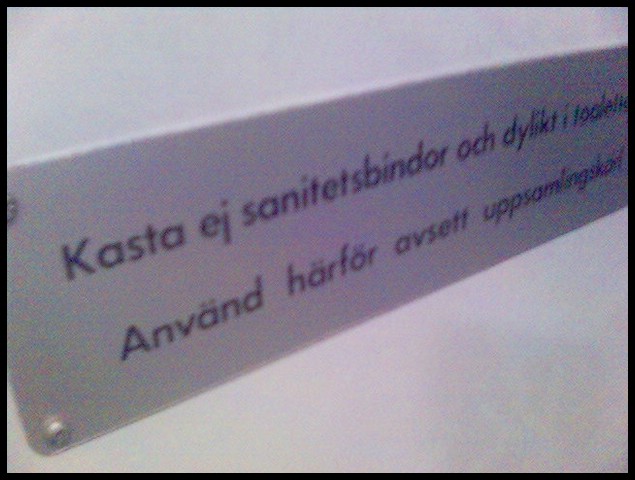 Kasta ej sanitetsbindor och dylikt i
Använd härför avsett